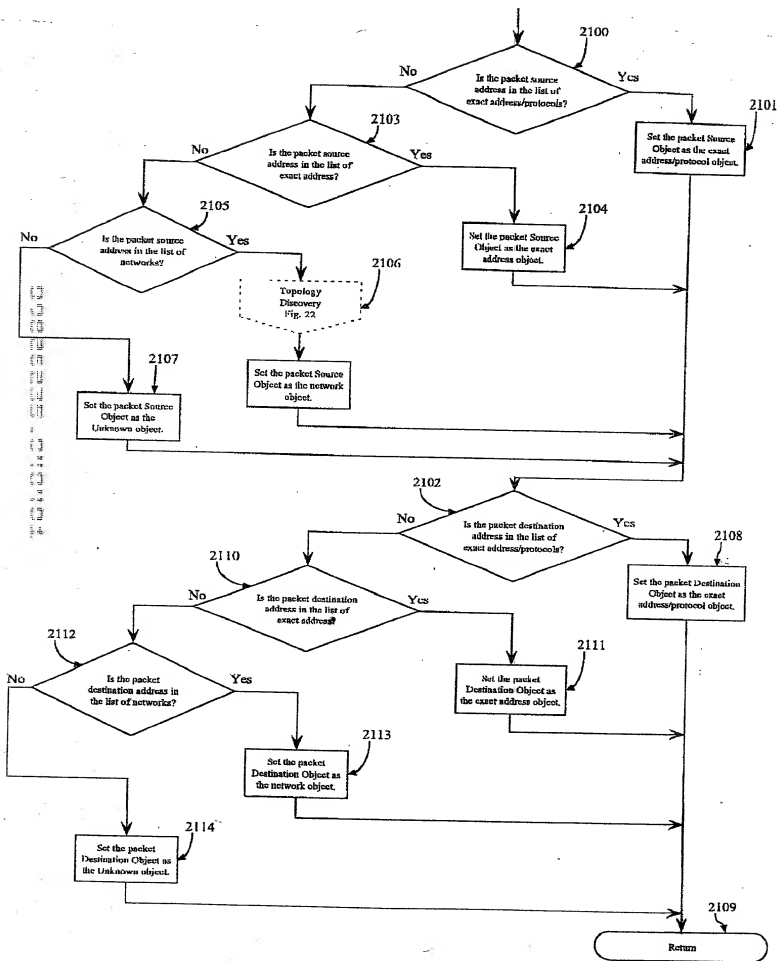 2100
Is the packet source
address in the list of
exact address/protocols?
No
Yes
2101
Set the packet Source
Object as the exact
address/protocol object.
2103
Is the packet source
address in the list of
exact address?
No
Yes
2104
Set the packet Source
Object as the exact
address object.
2105
Is the packet source
address in the list of
networks?
No
Yes
2106
Topology
Discovery
Fig. 22
Set the packet Source
Object as the network
object.
2107
Set the packet Source
Object as the
Unknown object.
2102
Is the packet destination
address in the list of
exact address/protocols?
No
Yes
2108
Set the packet Destination
Object as the exact
address/protocol object.
2110
Is the packet destination
address in the list of
exact address?
No
Yes
2111
Set the packet
Destination Object as
the exact address object.
2112
Is the packet
destination address in
the list of networks?
No
Yes
2113
Set the packet
Destination Object as
the network object.
2114
Set the packet
Destination Object as
the Unknown object.
2109
Return